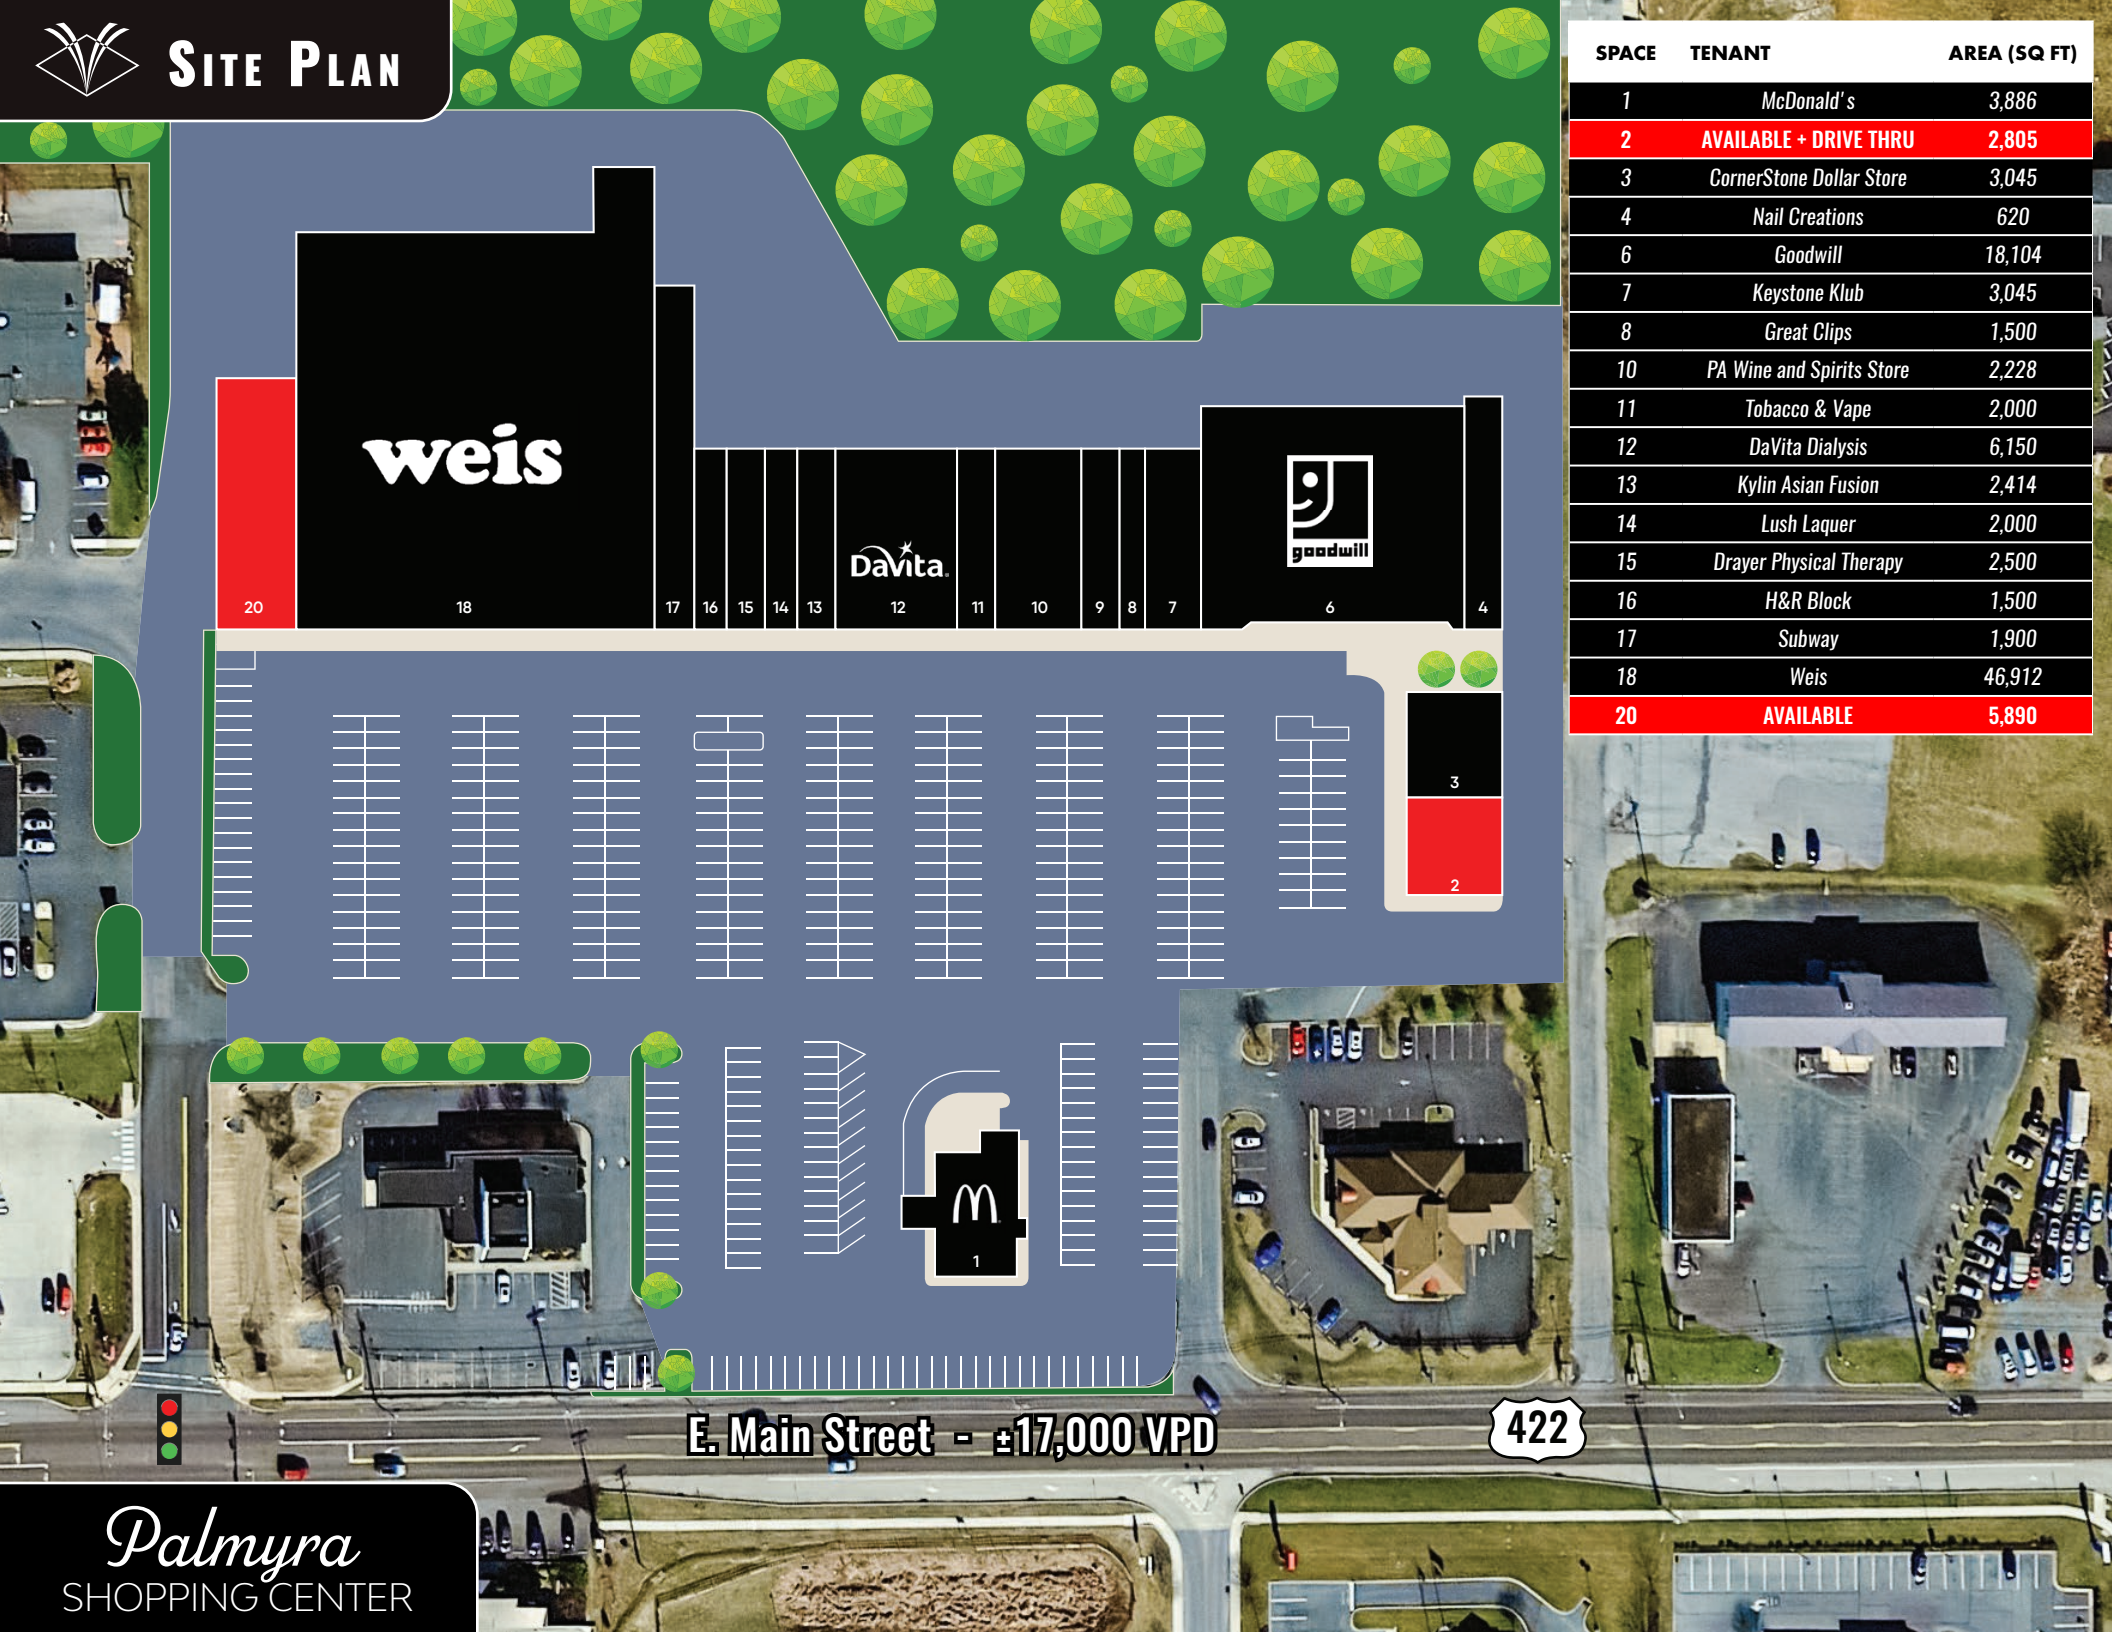 SITE PLAN
SPACE TENANT AREA (SQ FT)
1 McDonald's 3,886
2 AVAILABLE + DRIVE THRU 2,805
3 CornerStone Dollar Store 3,045
4 Nail Creations 620
6 Goodwill 18,104
7 Keystone Klub 3,045
8 Great Clips 1,500
10 PA Wine and Spirits Store 2,228
11 Tobacco & Vape 2,000
12 DaVita Dialysis 6,150
13 Kylin Asian Fusion 2,414
14 Lush Laquer 2,000
15 Drayer Physical Therapy 2,500
16 H&R Block 1,500
17 Subway 1,900
18 Weis 46,912
20 AVAILABLE 5,890
weis
DaVita.
goodwill
20 18 17 16 15 14 13 12 11 10 9 8 7 6 4
3
2
M
1
E. Main Street - ±17,000 VPD
422
Palmyra
SHOPPING CENTER